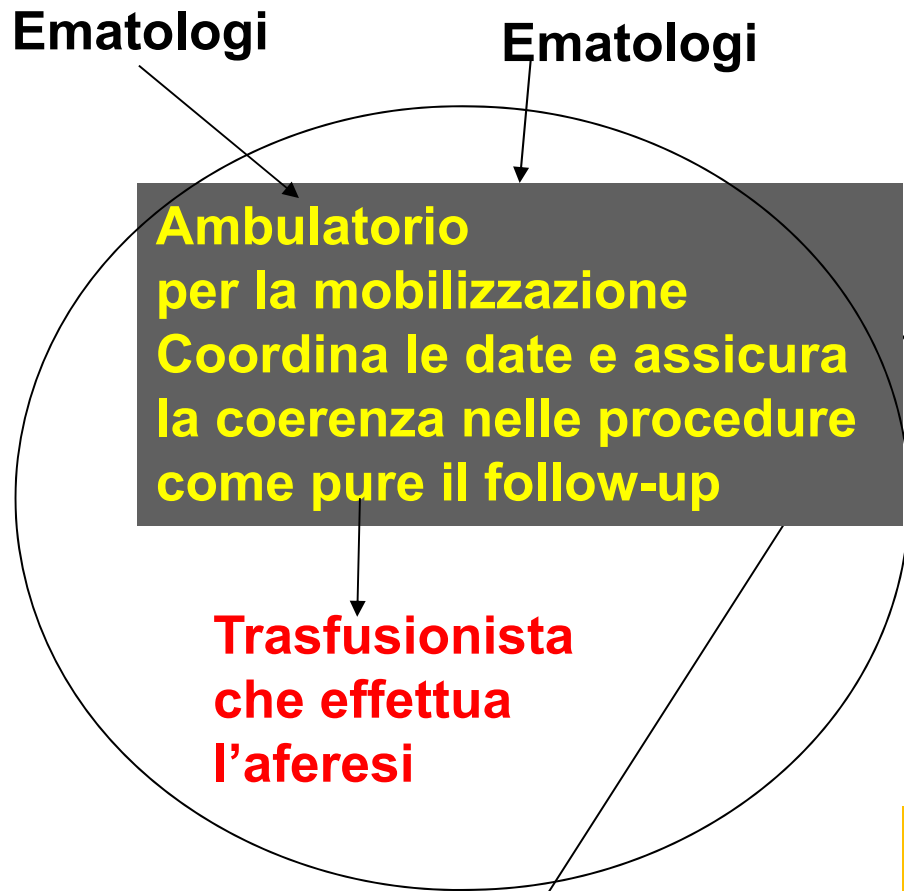 Ematologi
Ematologi
Ambulatorio
per la mobilizzazione
Coordina le date e assicura
la coerenza nelle procedure
come pure il follow-up
Trasfusionista
che effettua
l’aferesi